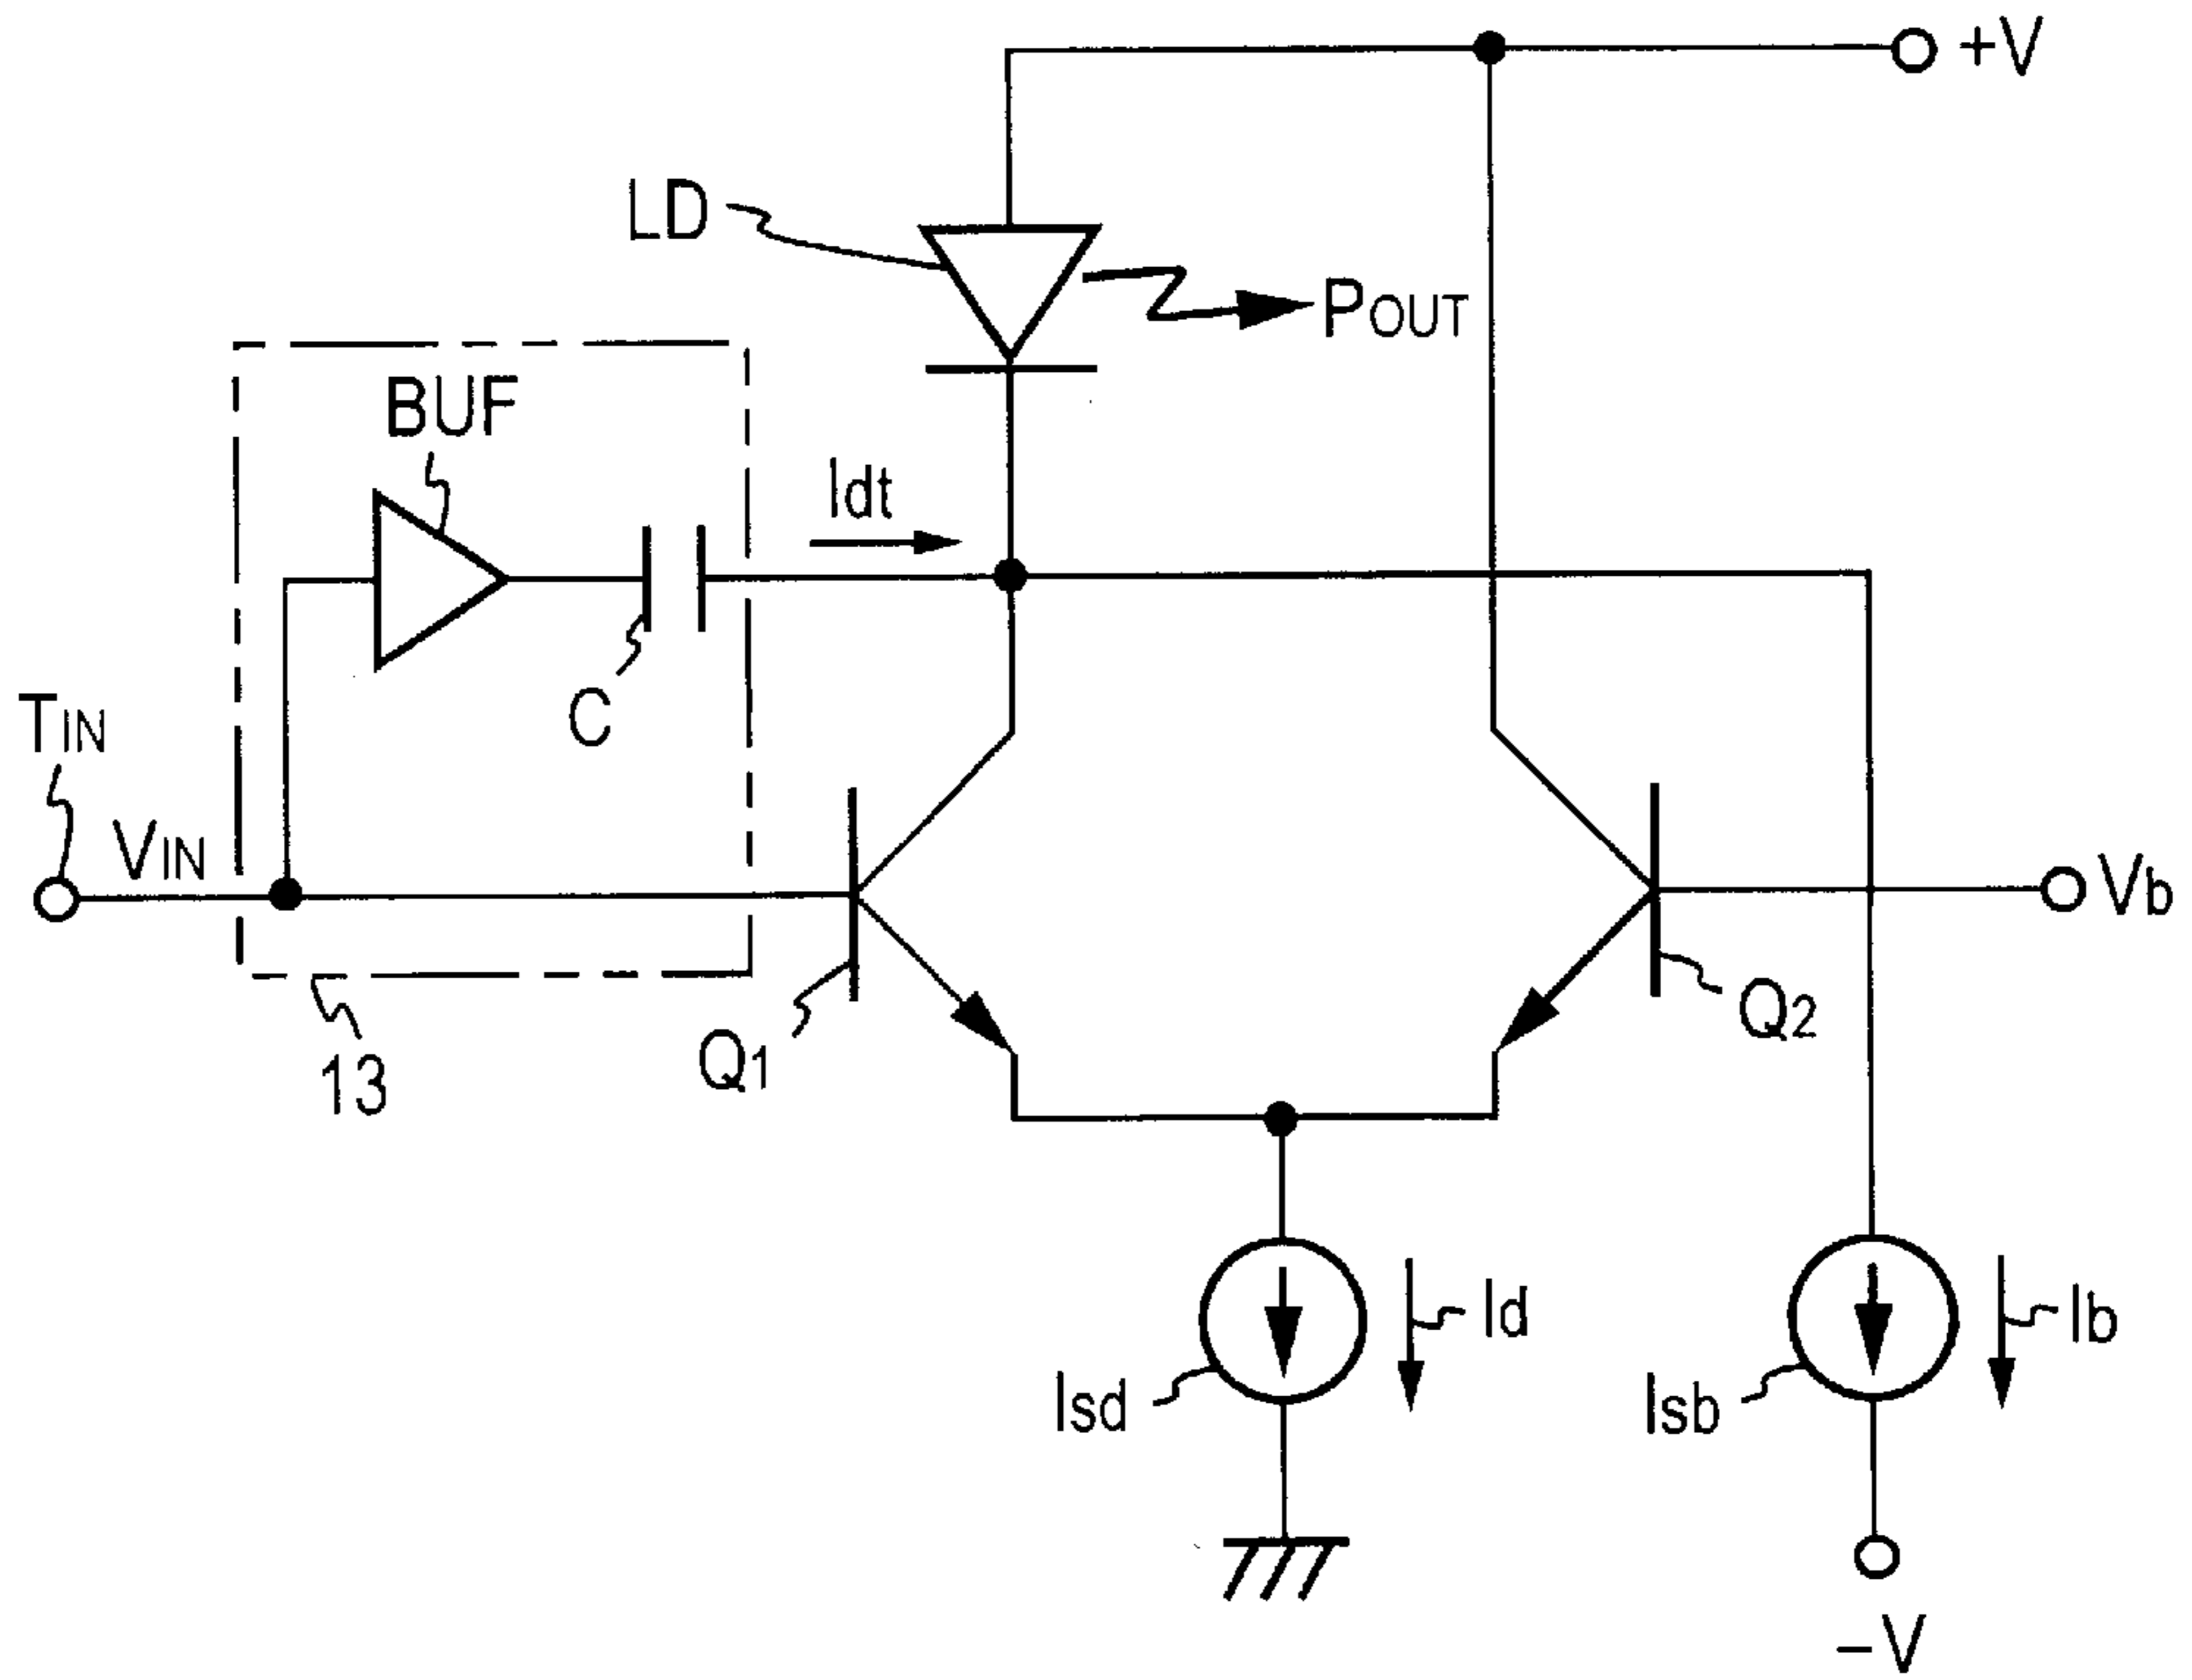 +V
LD
POUT
BUF
Idt
C
TIN
VIN
Vb
Q1
Q2
13
Id
Ib
Isd
Isb
−V